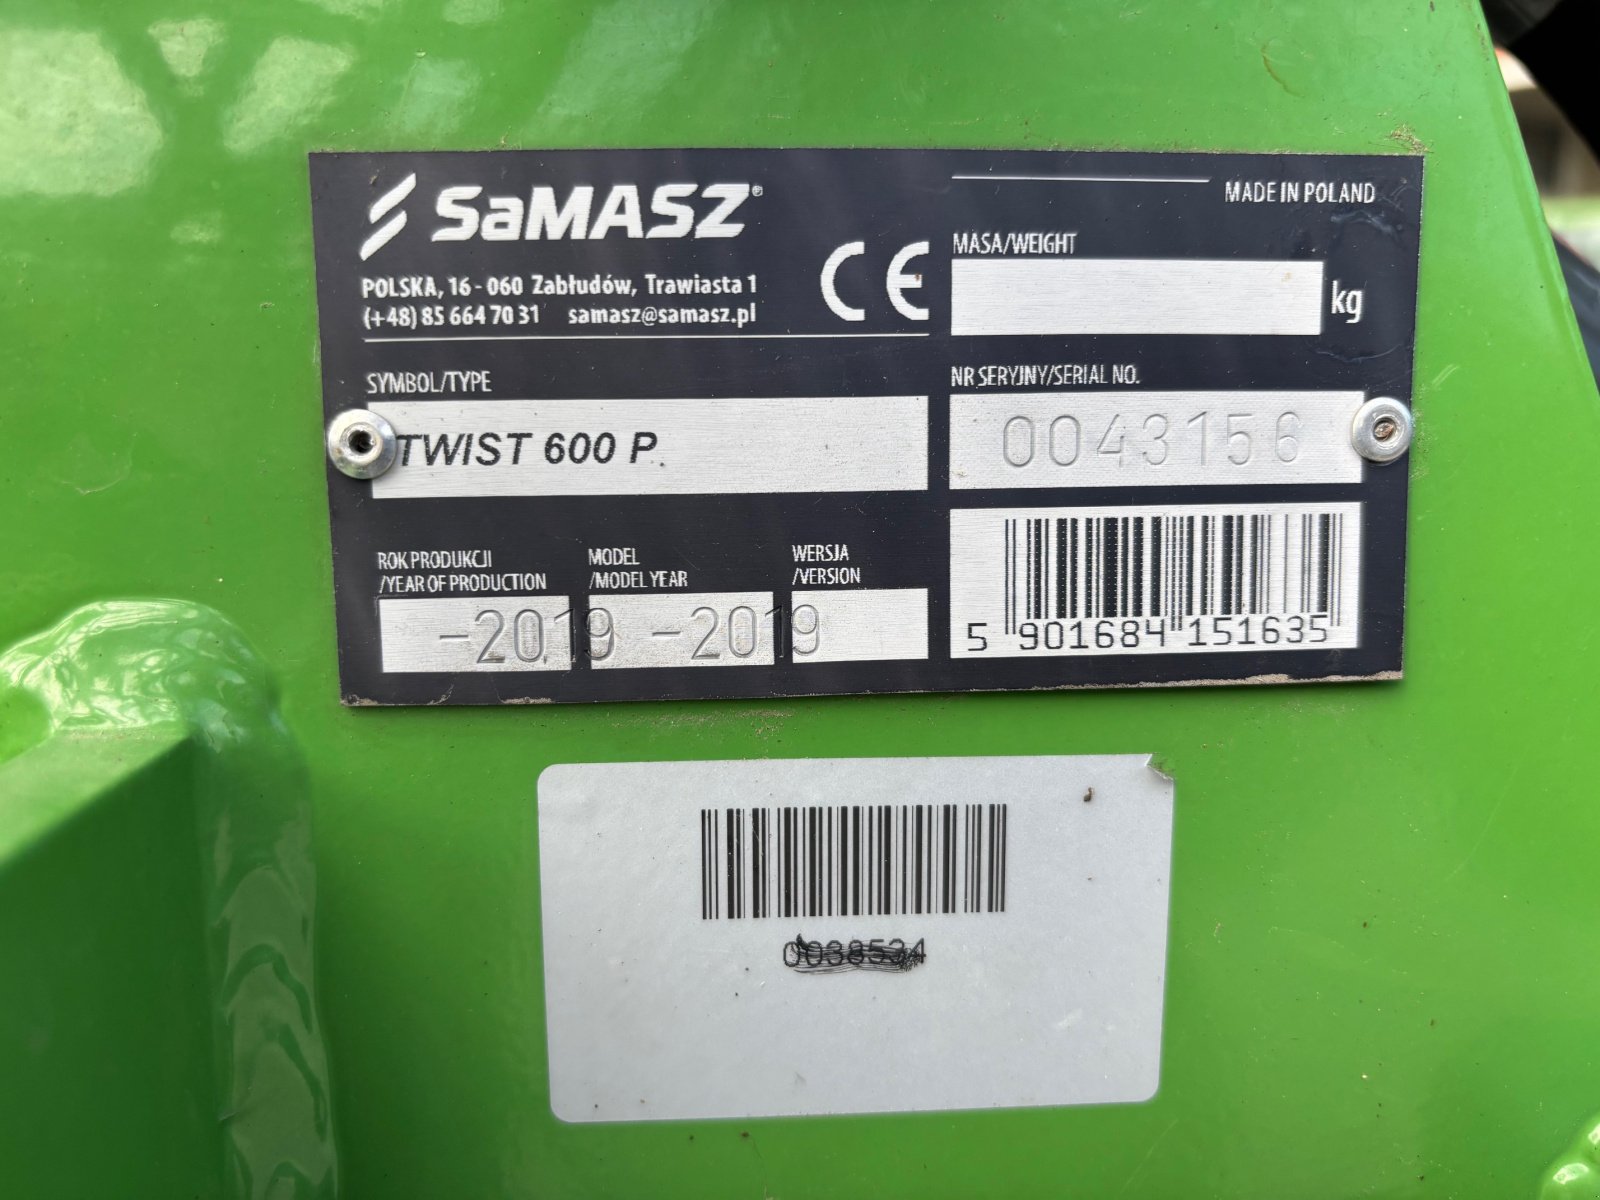 SaMASZ®
POLSKA, 16-060 Zabłudów, Trawiasta 1
(+48) 85 664 70 31 samasz@samasz.pl
CE
MADE IN POLAND
MASA/WEIGHT
kg
SYMBOL/TYPE
TWIST 600 P
NR SERYJNY/SERIAL NO.
0043156
ROK PRODUKCJI
/YEAR OF PRODUCTION
-2019
MODEL
/MODEL YEAR
-2019
WERSJA
/VERSION
5 901684 151635
0038534